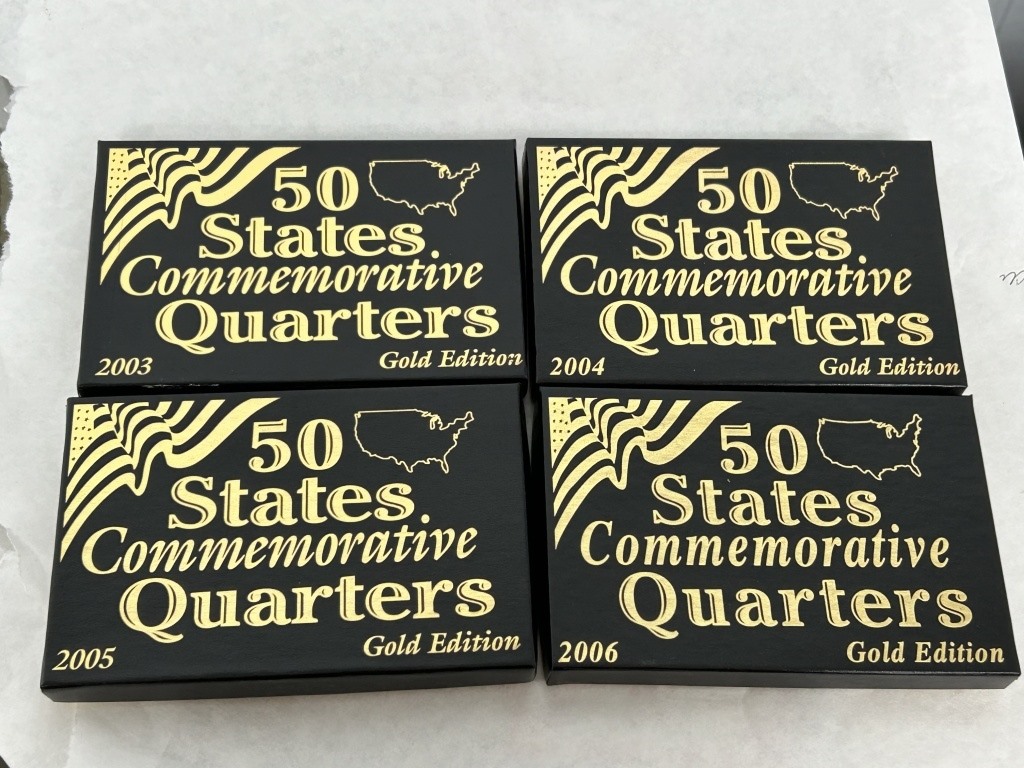 50
States
Commemorative
Quarters
2003 Gold Edition
50
States
Commemorative
Quarters
2004 Gold Edition
50
States
Commemorative
Quarters
2005 Gold Edition
50
States
Commemorative
Quarters
2006 Gold Edition